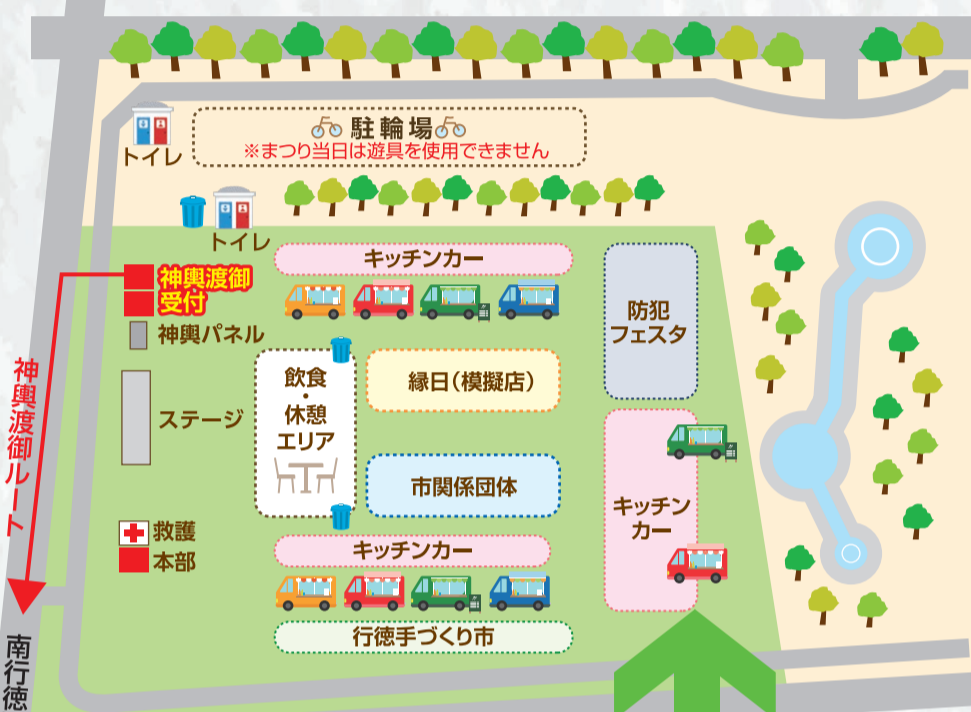 駐輪場
※まつり当日は遊具を使用できません
トイレ
トイレ
キッチンカー
神輿渡御
受付
神輿パネル
防犯
フェスタ
飲食
・
休憩
エリア
縁日(模擬店)
ステージ
神輿渡御ルート
市関係団体
キッチン
カー
救護
本部
キッチンカー
行徳手づくり市
南行徳